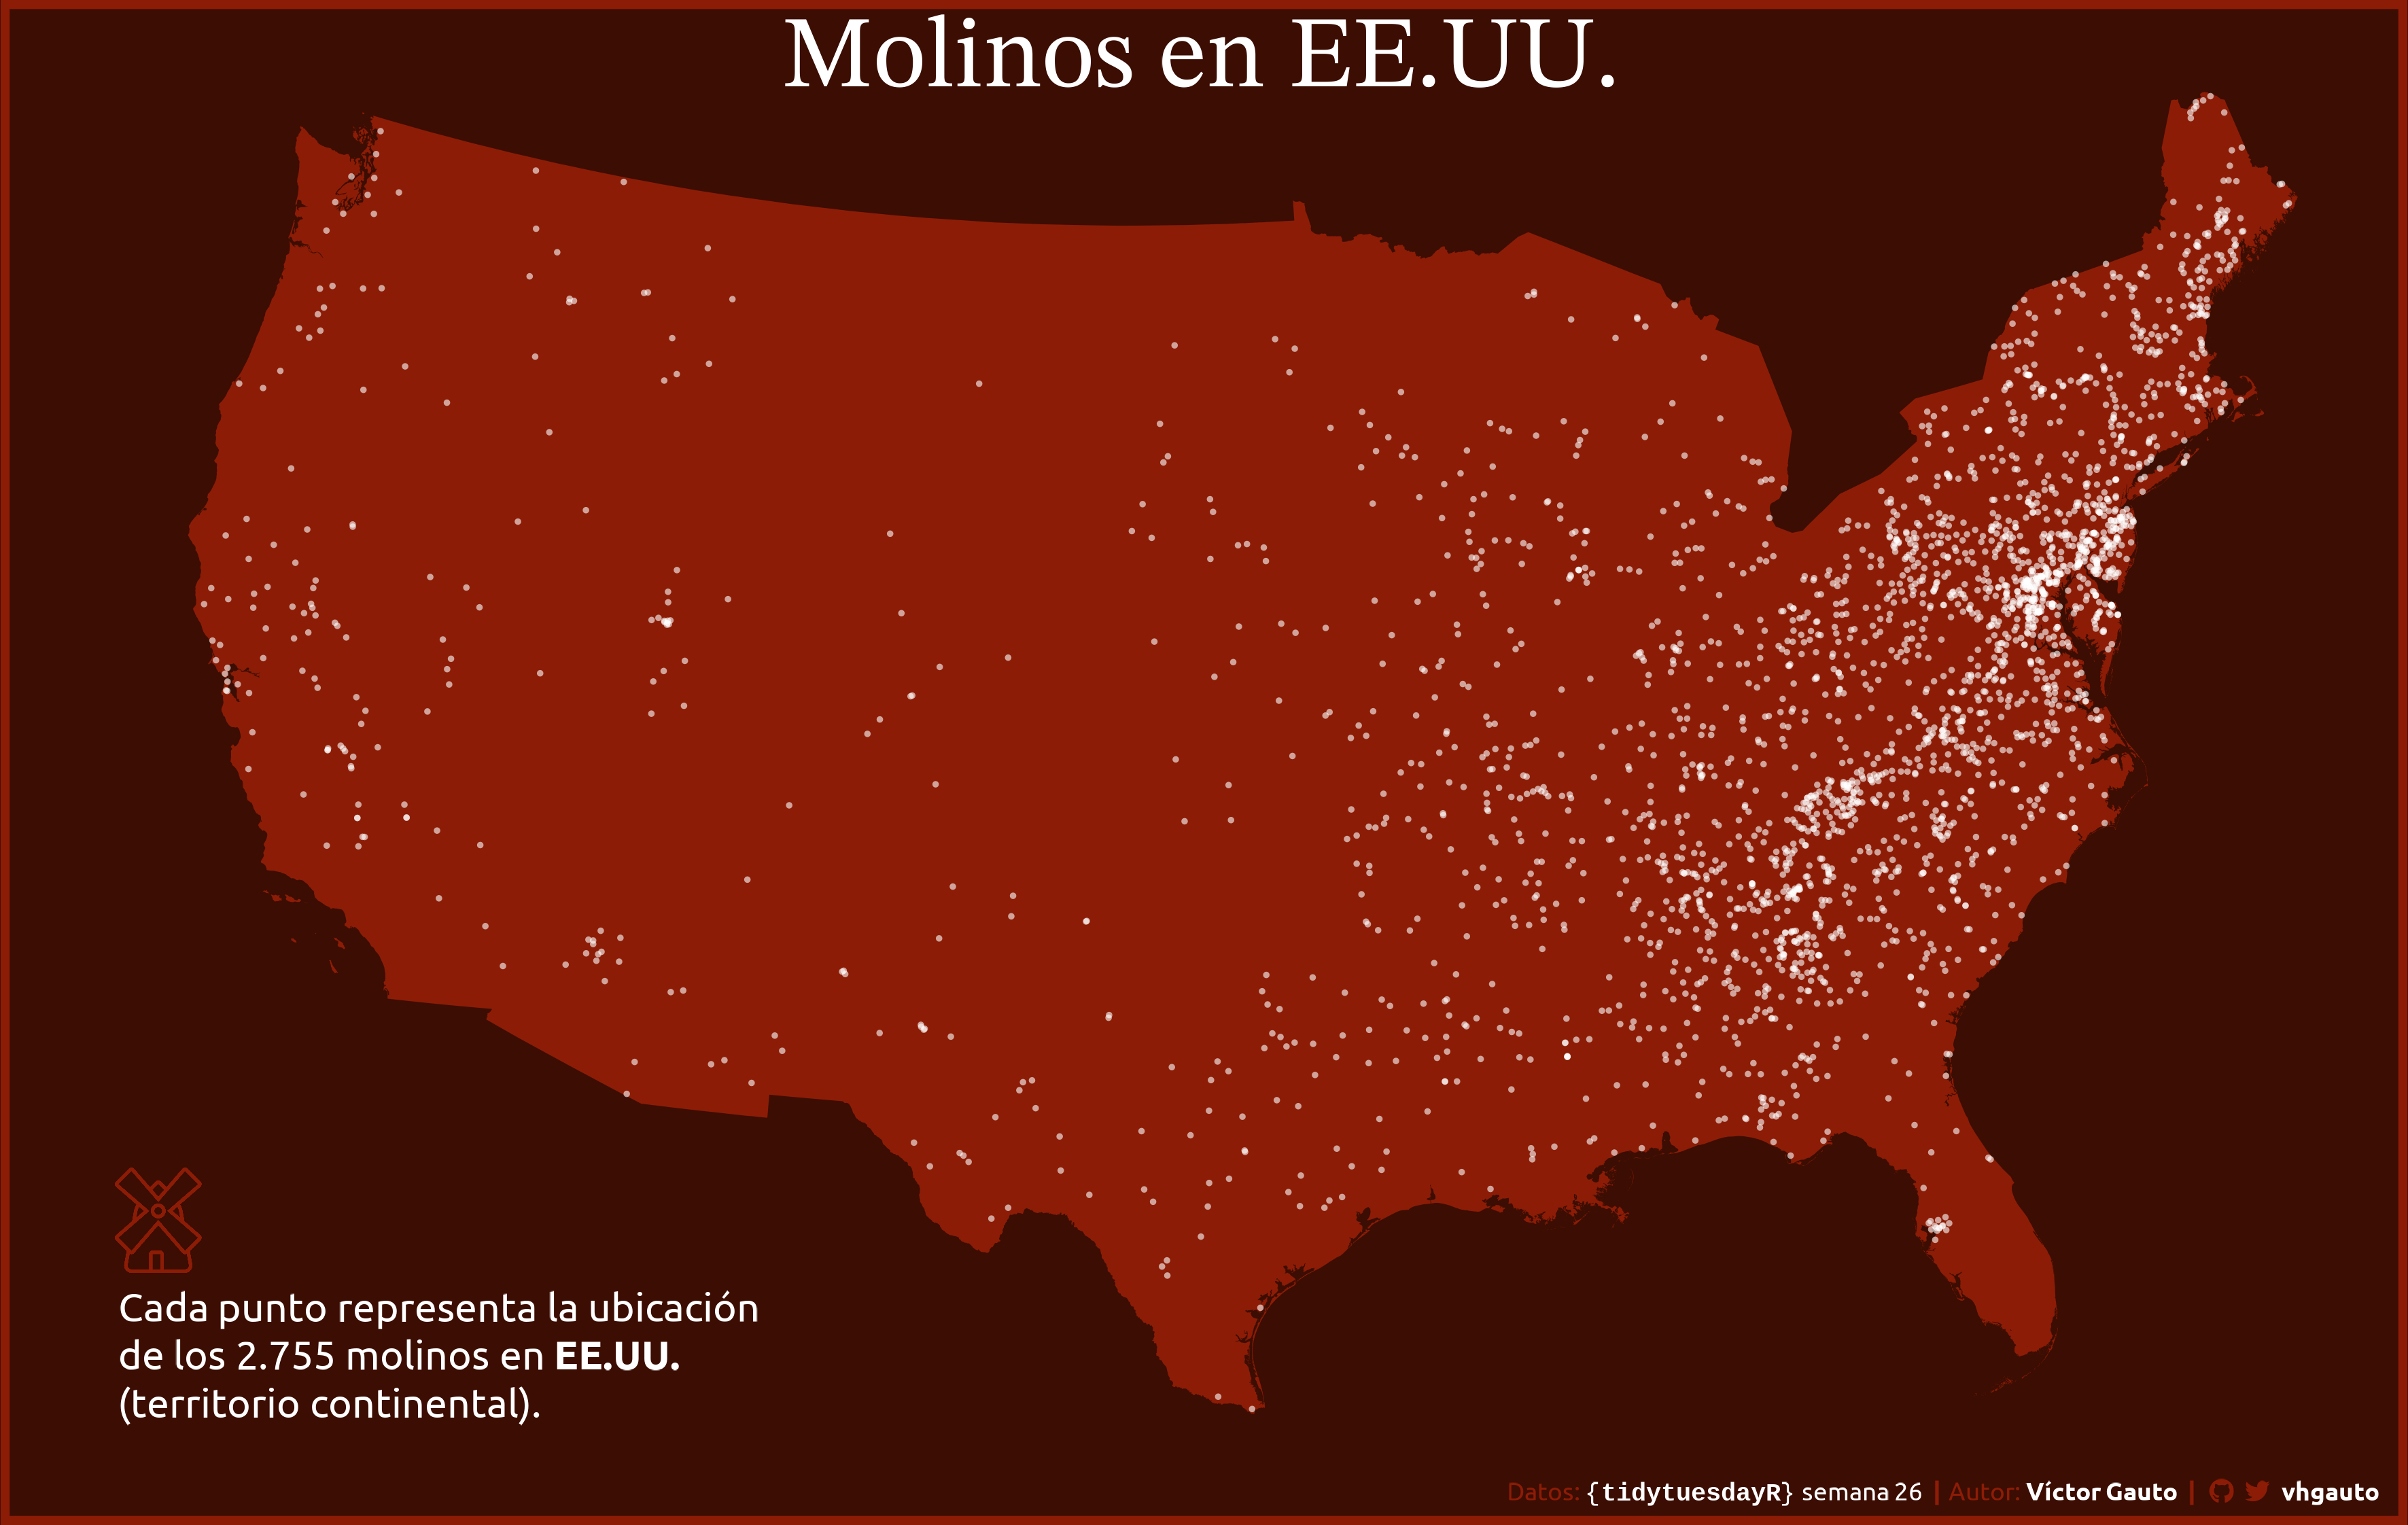 Molinos en EE.UU.
Cada punto representa la ubicación
de los 2.755 molinos en EE.UU.
(territorio continental).
Datos: {tidytuesdayR} semana 26 | Autor: Víctor Gauto | vhgauto